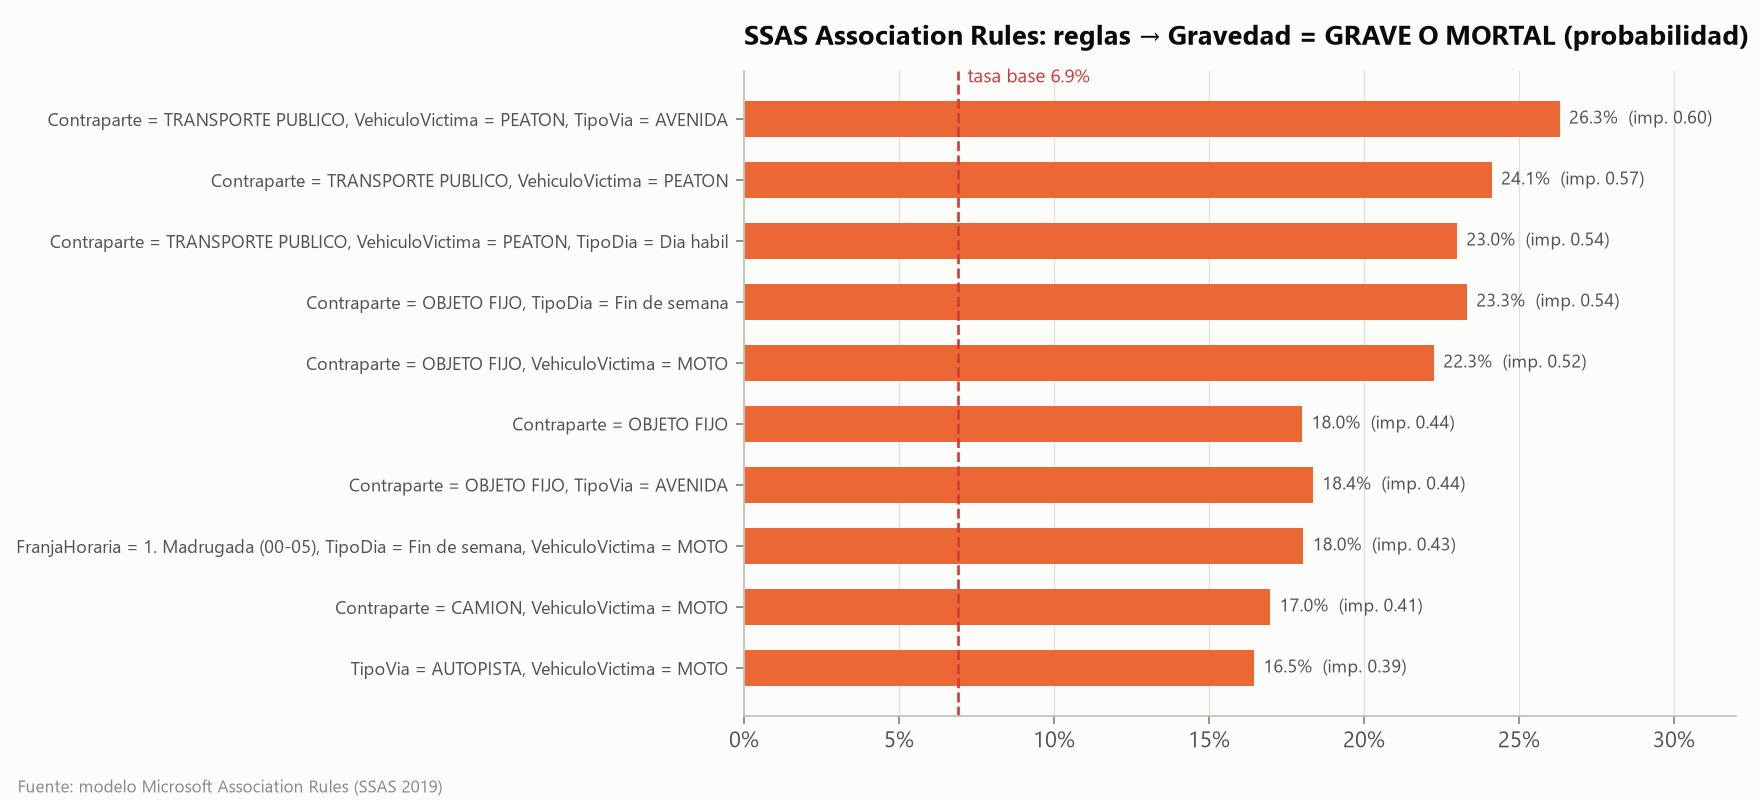 SSAS Association Rules: reglas → Gravedad = GRAVE O MORTAL (probabilidad)
tasa base 6.9%
Contraparte = TRANSPORTE PUBLICO, VehiculoVictima = PEATON, TipoVia = AVENIDA 26.3% (imp. 0.60)
Contraparte = TRANSPORTE PUBLICO, VehiculoVictima = PEATON 24.1% (imp. 0.57)
Contraparte = TRANSPORTE PUBLICO, VehiculoVictima = PEATON, TipoDia = Dia habil 23.0% (imp. 0.54)
Contraparte = OBJETO FIJO, TipoDia = Fin de semana 23.3% (imp. 0.54)
Contraparte = OBJETO FIJO, VehiculoVictima = MOTO 22.3% (imp. 0.52)
Contraparte = OBJETO FIJO 18.0% (imp. 0.44)
Contraparte = OBJETO FIJO, TipoVia = AVENIDA 18.4% (imp. 0.44)
FranjaHoraria = 1. Madrugada (00-05), TipoDia = Fin de semana, VehiculoVictima = MOTO 18.0% (imp. 0.43)
Contraparte = CAMION, VehiculoVictima = MOTO 17.0% (imp. 0.41)
TipoVia = AUTOPISTA, VehiculoVictima = MOTO 16.5% (imp. 0.39)
0% 5% 10% 15% 20% 25% 30%
Fuente: modelo Microsoft Association Rules (SSAS 2019)